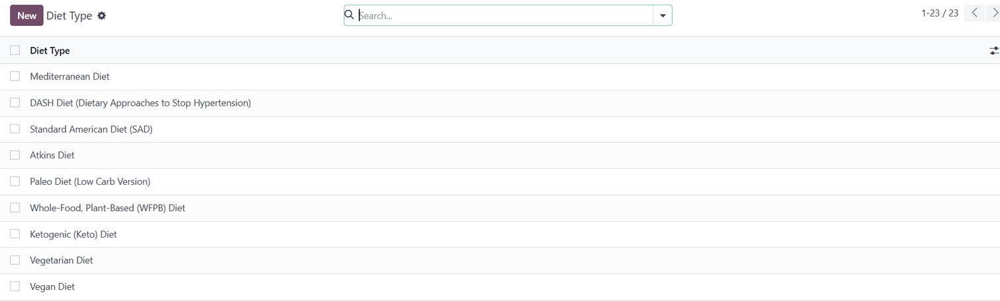 New Diet Type Search... 1-23 / 23
Diet Type
Mediterranean Diet
DASH Diet (Dietary Approaches to Stop Hypertension)
Standard American Diet (SAD)
Atkins Diet
Paleo Diet (Low Carb Version)
Whole-Food, Plant-Based (WFPB) Diet
Ketogenic (Keto) Diet
Vegetarian Diet
Vegan Diet